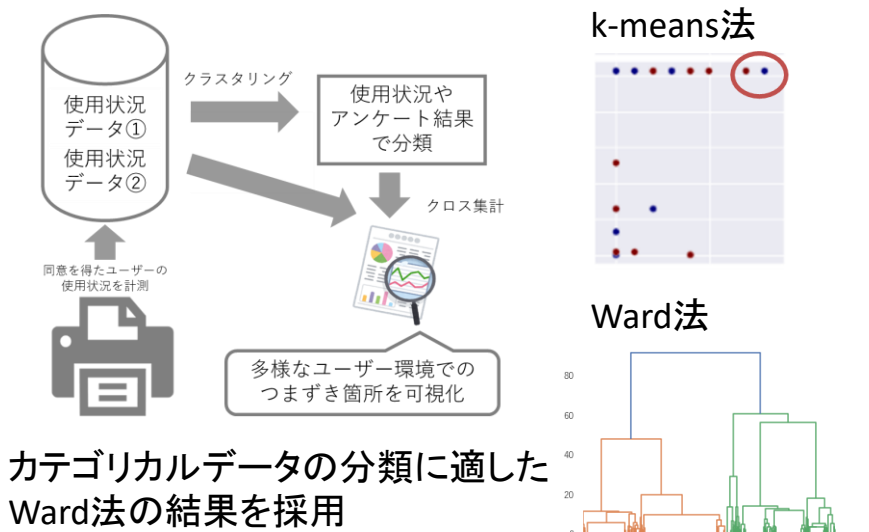 使用状況
データ①
使用状況
データ②
クラスタリング
使用状況や
アンケート結果
で分類
クロス集計
同意を得たユーザーの
使用状況を計測
多様なユーザー環境での
つまずき箇所を可視化
カテゴリカルデータの分類に適した
Ward法の結果を採用
k-means法
Ward法
80
60
40
20
0